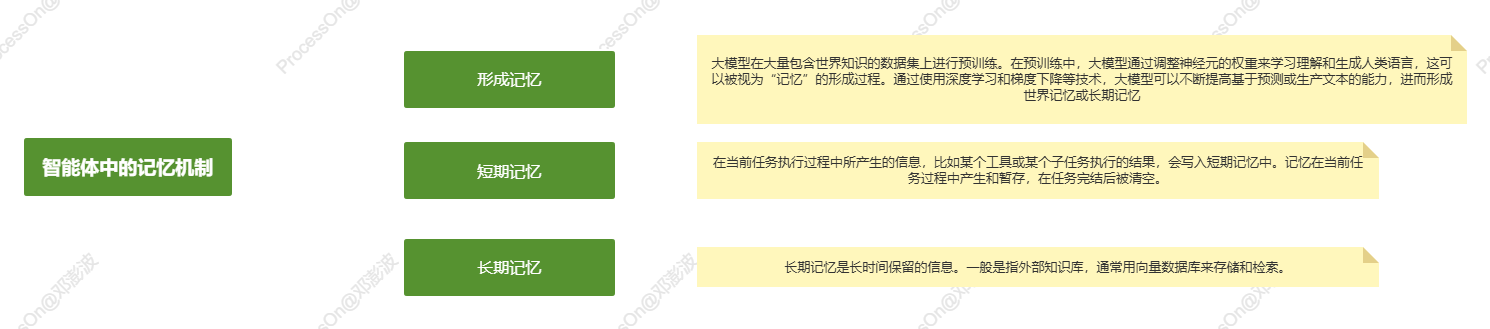 形成记忆
大模型在大量包含世界知识的数据集上进行预训练。在预训练中，大模型通过调整神经元的权重来学习理解和生成人类语言，这可
以被视为“记忆”的形成过程。通过使用深度学习和梯度下降等技术，大模型可以不断提高基于预测或生产文本的能力，进而形成
世界记忆或长期记忆
智能体中的记忆机制
短期记忆
在当前任务执行过程中所产生的信息，比如某个工具或某个子任务执行的结果，会写入短期记忆中。记忆在当前任
务过程中产生和暂存，在任务完结后被清空。
长期记忆
长期记忆是长时间保留的信息。一般是指外部知识库，通常用向量数据库来存储和检索。
ProcessOn@邓澎波